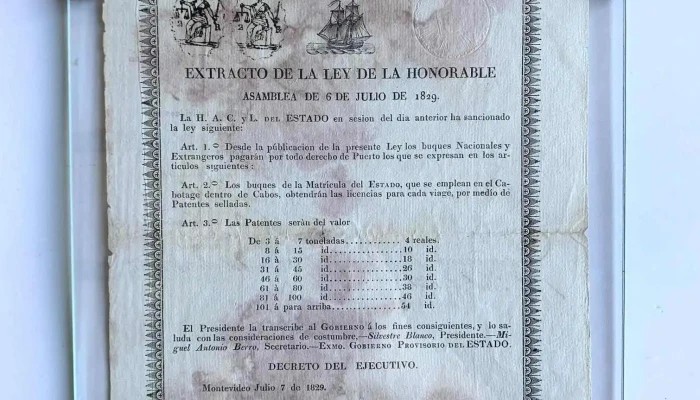 EXTRACTO DE LA LEY DE LA HONORABLE
ASAMBLEA DE 6 DE JULIO DE 1829.
La H. A. C. y L. DEL ESTADO en sesion del dia anterior ha sancionado
la ley siguiente:
Art. 1.º Desde la pùblicacion de la presente Ley los buques Nacionales y
Extrangeros pagarán por todo derecho de Puerto los que se expresan en los ar-
ticulos siguientes:
Art. 2.º Los buques de la Matricula del ESTADO, que se emplean en el Ca-
botage dentro de Cabos, obtendrán las licencias para cada viage, por medio de
Patentes selladas.
Art. 3.º Las Patentes seràn del valor
De 3 á 7 toneladas............ 4 reales.
8 á 15 id...............10 id.
16 á 30 id...............18 id.
31 á 45 id...............26 id.
46 á 60 id...............30 id.
61 á 80 id...............38 id.
81 á 100 id...............46 id.
101 á para arriba...............54 id.
El Presidente la transcribe al GOBIERNO á los fines consiguientes, y lo sa-
luda con las consideraciones de costumbre,—Silvestre Blanco, Presidente.—Mi-
guel Antonio Berro, Secretario.—EXMO. GOBIERNO PROVISORIO DEL ESTADO.
DECRETO DEL EJECUTIVO.
Montevideo Julio 7 de 1829.